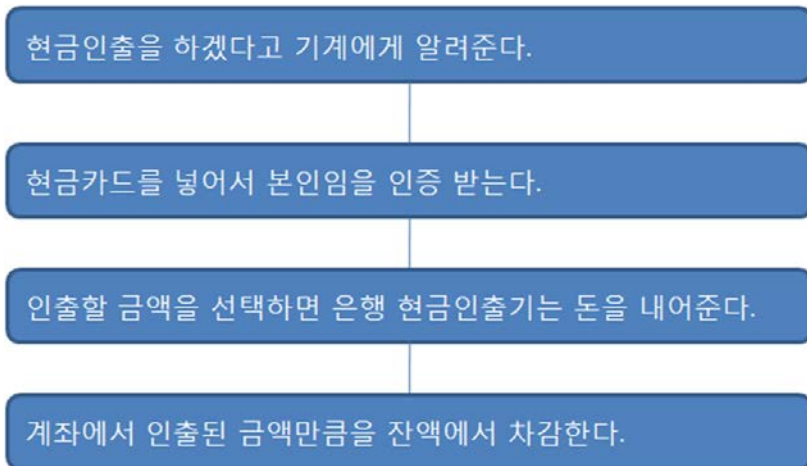 현금인출을 하겠다고 기계에게 알려준다.
현금카드를 넣어서 본인임을 인증 받는다.
인출할 금액을 선택하면 은행 현금인출기는 돈을 내어준다.
계좌에서 인출된 금액만큼을 잔액에서 차감한다.